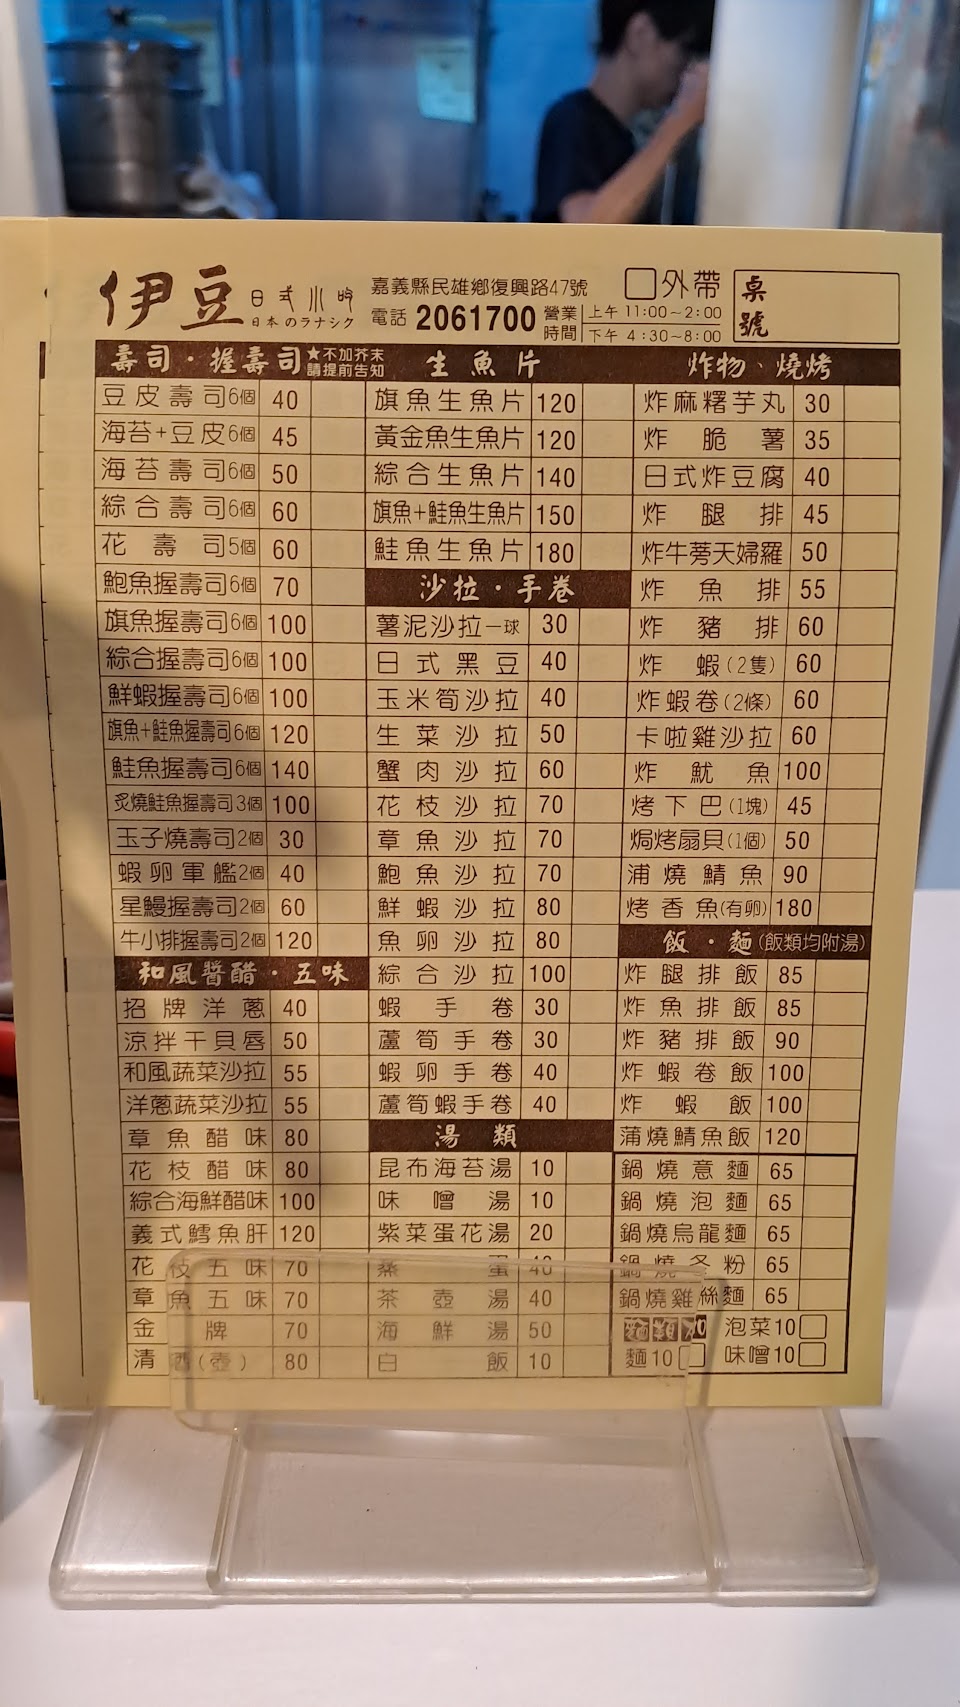 伊豆 日式小吃
日本のラナシク
嘉義縣民雄鄉復興路47號
電話 2061700
營業時間 上午 11:00~2:00
下午 4:30~8:00
外帶
桌號
壽司・握壽司 ★不加芥末請提前告知
豆皮壽司6個 40
海苔+豆皮6個 45
海苔壽司6個 50
綜合壽司6個 60
花壽司5個 60
鮑魚握壽司6個 70
旗魚握壽司6個 100
綜合握壽司6個 100
鮮蝦握壽司6個 100
旗魚+鮭魚握壽司6個 120
鮭魚握壽司6個 140
炙燒鮭魚握壽司3個 100
玉子燒壽司2個 30
蝦卵軍艦2個 40
星鰻握壽司2個 60
牛小排握壽司2個 120
和風醬醋・五味
招牌洋蔥 40
涼拌干貝唇 50
和風蔬菜沙拉 55
洋蔥蔬菜沙拉 55
章魚醋味 80
花枝醋味 80
綜合海鮮醋味 100
義式鱈魚肝 120
花枝五味 70
章魚五味 70
金牌 70
清酒(壺) 80
生魚片
旗魚生魚片 120
黃金魚生魚片 120
綜合生魚片 140
旗魚+鮭魚生魚片 150
鮭魚生魚片 180
沙拉・手卷
薯泥沙拉一球 30
日式黑豆 40
玉米筍沙拉 40
生菜沙拉 50
蟹肉沙拉 60
花枝沙拉 70
章魚沙拉 70
鮑魚沙拉 70
鮮蝦沙拉 80
魚卵沙拉 80
綜合沙拉 100
蝦手卷 30
蘆筍手卷 30
蝦卵手卷 40
蘆筍蝦手卷 40
湯類
昆布海苔湯 10
味噌湯 10
紫菜蛋花湯 20
蒸蛋 40
茶壺湯 40
海鮮湯 50
白飯 10
炸物、燒烤
炸麻糬芋丸 30
炸脆薯 35
日式炸豆腐 40
炸腿排 45
炸牛蒡天婦羅 50
炸魚排 55
炸豬排 60
炸蝦(2隻) 60
炸蝦卷(2條) 60
卡啦雞沙拉 60
炸魷魚 100
烤下巴(1塊) 45
焗烤扇貝(1個) 50
浦燒鯖魚 90
烤香魚(有卵) 180
飯・麵(飯類均附湯)
炸腿排飯 85
炸魚排飯 85
炸豬排飯 90
炸蝦卷飯 100
炸蝦飯 100
蒲燒鯖魚飯 120
鍋燒意麵 65
鍋燒泡麵 65
鍋燒烏龍麵 65
鍋燒冬粉 65
鍋燒雞絲麵 65
泡菜10
麵10 味噌10